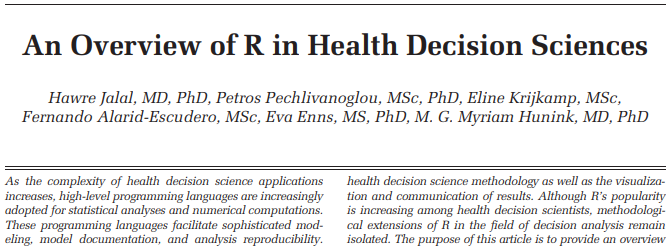 An Overview of R in Health Decision Sciences
Hawre Jalal, MD, PhD, Petros Pechlivanoglou, MSc, PhD, Eline Krijkamp, MSc,
Fernando Alarid-Escudero, MSc, Eva Enns, MS, PhD, M. G. Myriam Hunink, MD, PhD
As the complexity of health decision science applications
increases, high-level programming languages are increasingly
adopted for statistical analyses and numerical computations.
These programming languages facilitate sophisticated mod-
eling, model documentation, and analysis reproducibility.
health decision science methodology as well as the visualiza-
tion and communication of results. Although R's popularity
is increasing among health decision scientists, methodologi-
cal extensions of R in the field of decision analysis remain
isolated. The purpose of this article is to provide an overview